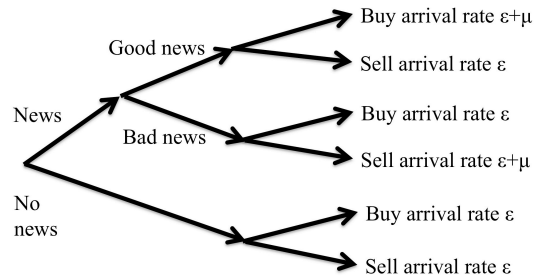 Buy arrival rate ε+μ
Good news
Sell arrival rate ε
News
Buy arrival rate ε
Bad news
Sell arrival rate ε+μ
No
news
Buy arrival rate ε
Sell arrival rate ε